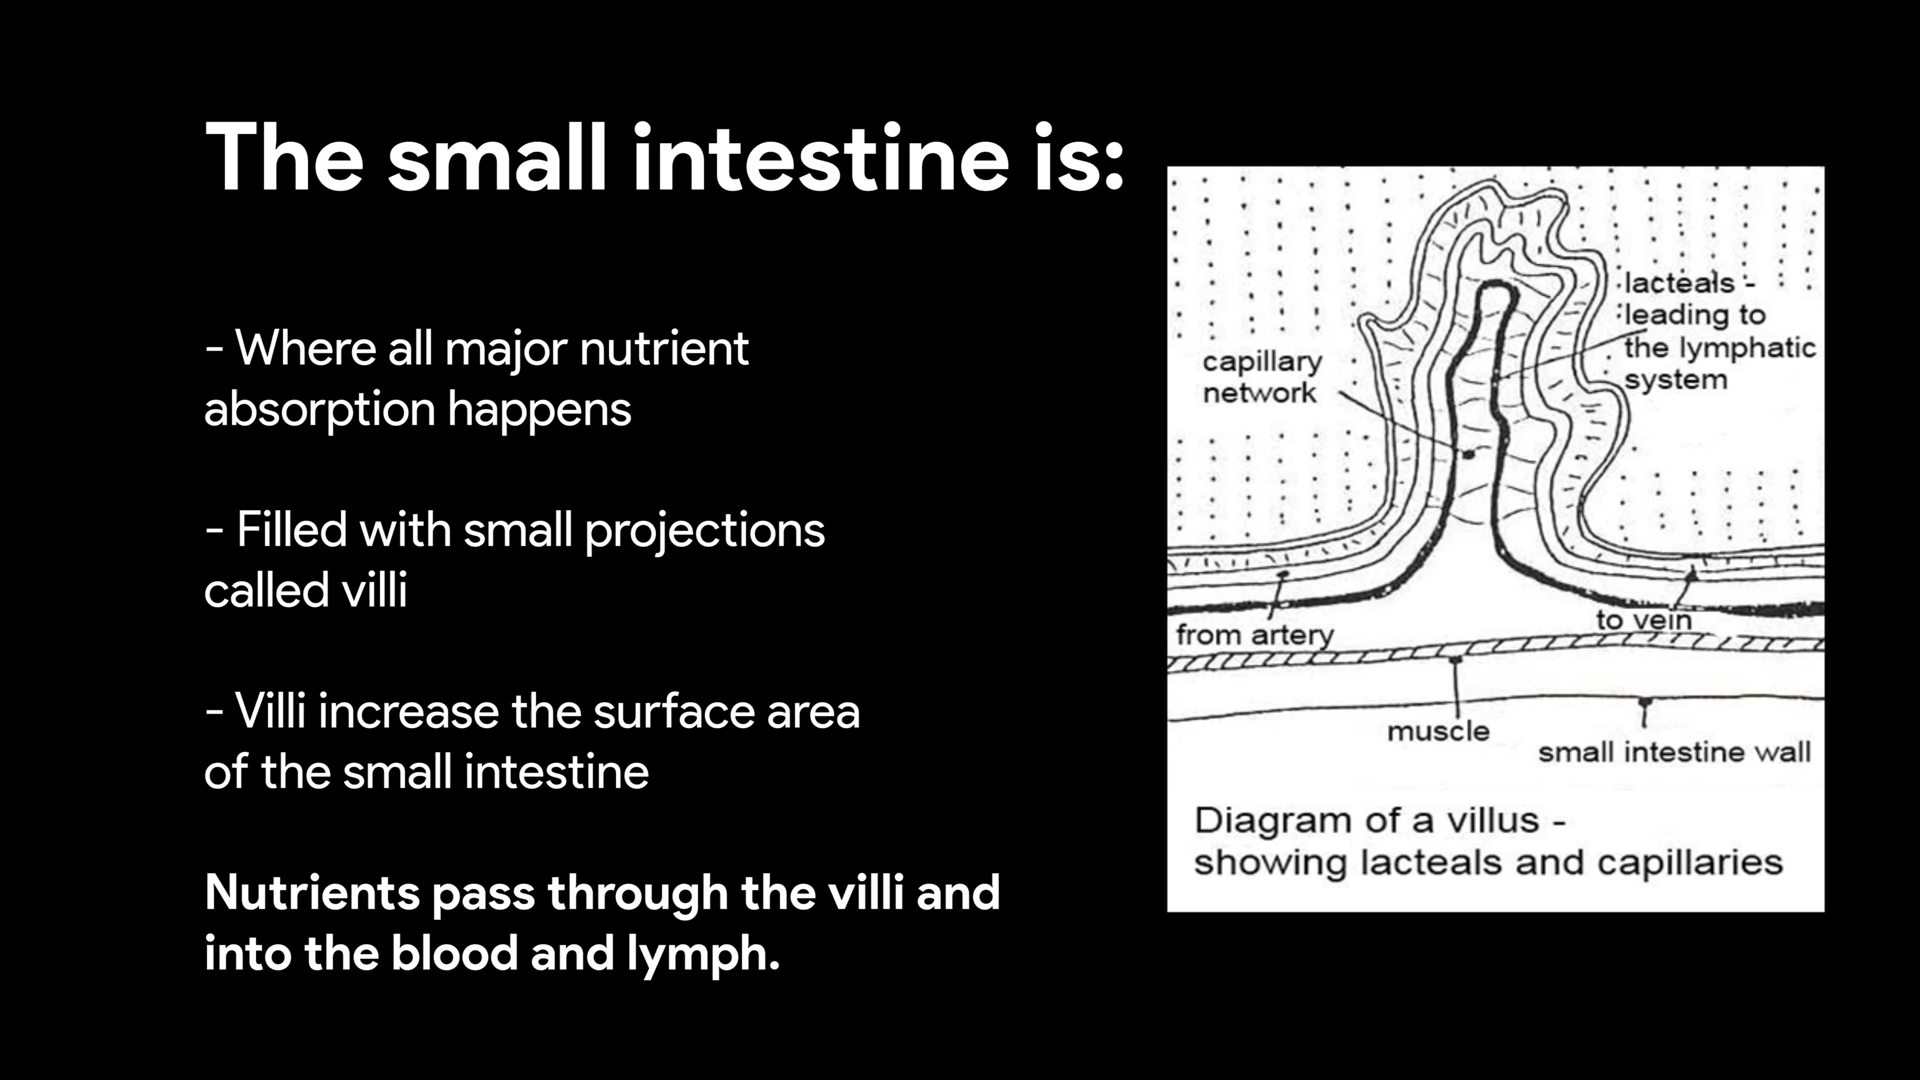 The small intestine is:
- Where all major nutrient
absorption happens
- Filled with small projections
called villi
- Villi increase the surface area
of the small intestine
Nutrients pass through the villi and
into the blood and lymph.
lacteals -
leading to
the lymphatic
system
capillary
network
from artery
to vein
muscle
small intestine wall
Diagram of a villus -
showing lacteals and capillaries